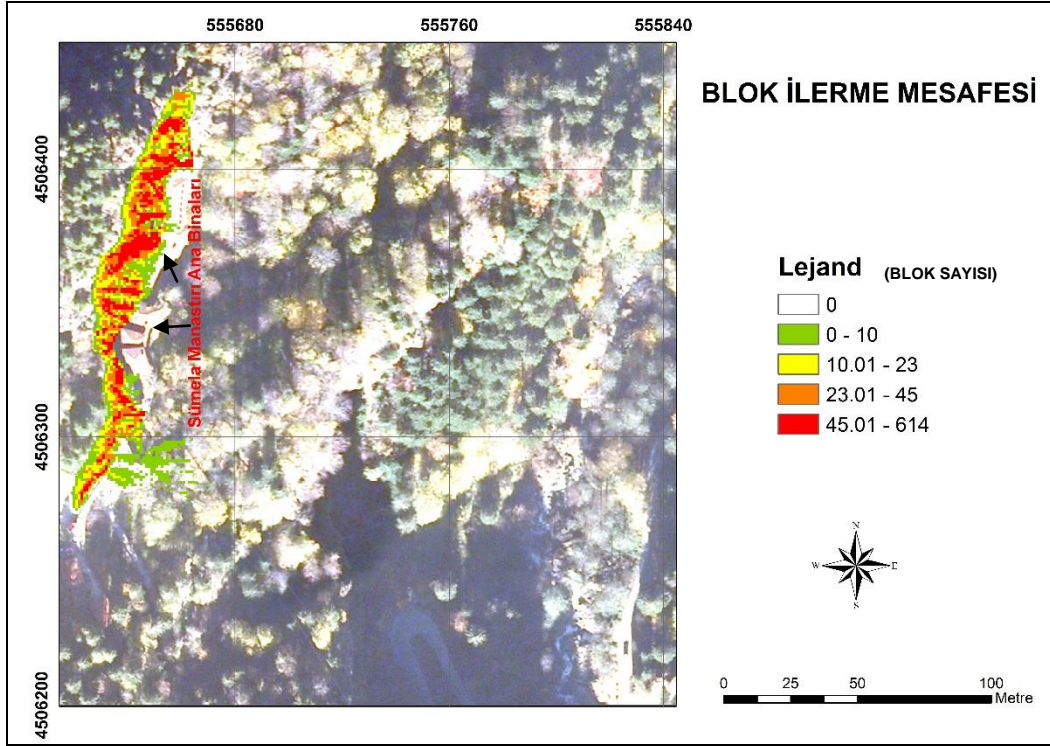 555680
555760
555840
BLOK İLERME MESAFESİ
4506400
4506300
4506200
Sümela Manastırı Ana Binaları
Lejand (BLOK SAYISI)
0
0 - 10
10.01 - 23
23.01 - 45
45.01 - 614
N
W E
S
0 25 50 100
Metre